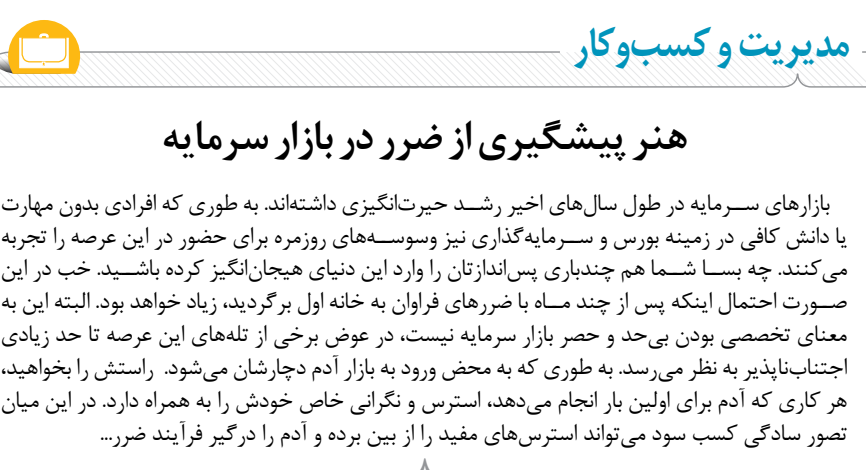 مدیریت و کسب‌وکار
هنر پیشگیری از ضرر در بازار سرمایه
بازارهای سرمایه در طول سال‌های اخیر رشد حیرت‌انگیزی داشته‌اند. به طوری که افرادی بدون مهارت
یا دانش کافی در زمینه بورس و سرمایه‌گذاری نیز وسوسه‌های روزمره برای حضور در این عرصه را تجربه
می‌کنند. چه بسا شما هم چندباری پس‌اندازتان را وارد این دنیای هیجان‌انگیز کرده باشید. خب در این
صورت احتمال اینکه پس از چند ماه با ضررهای فراوان به خانه اول برگردید، زیاد خواهد بود. البته این به
معنای تخصصی بودن بی‌حد و حصر بازار سرمایه نیست، در عوض برخی از تله‌های این عرصه تا حد زیادی
اجتناب‌ناپذیر به نظر می‌رسد. به طوری که به محض ورود به بازار آدم دچارشان می‌شود. راستش را بخواهید،
هر کاری که آدم برای اولین بار انجام می‌دهد، استرس و نگرانی خاص خودش را به همراه دارد. در این میان
تصور سادگی کسب سود می‌تواند استرس‌های مفید را از بین برده و آدم را درگیر فرآیند ضرر...